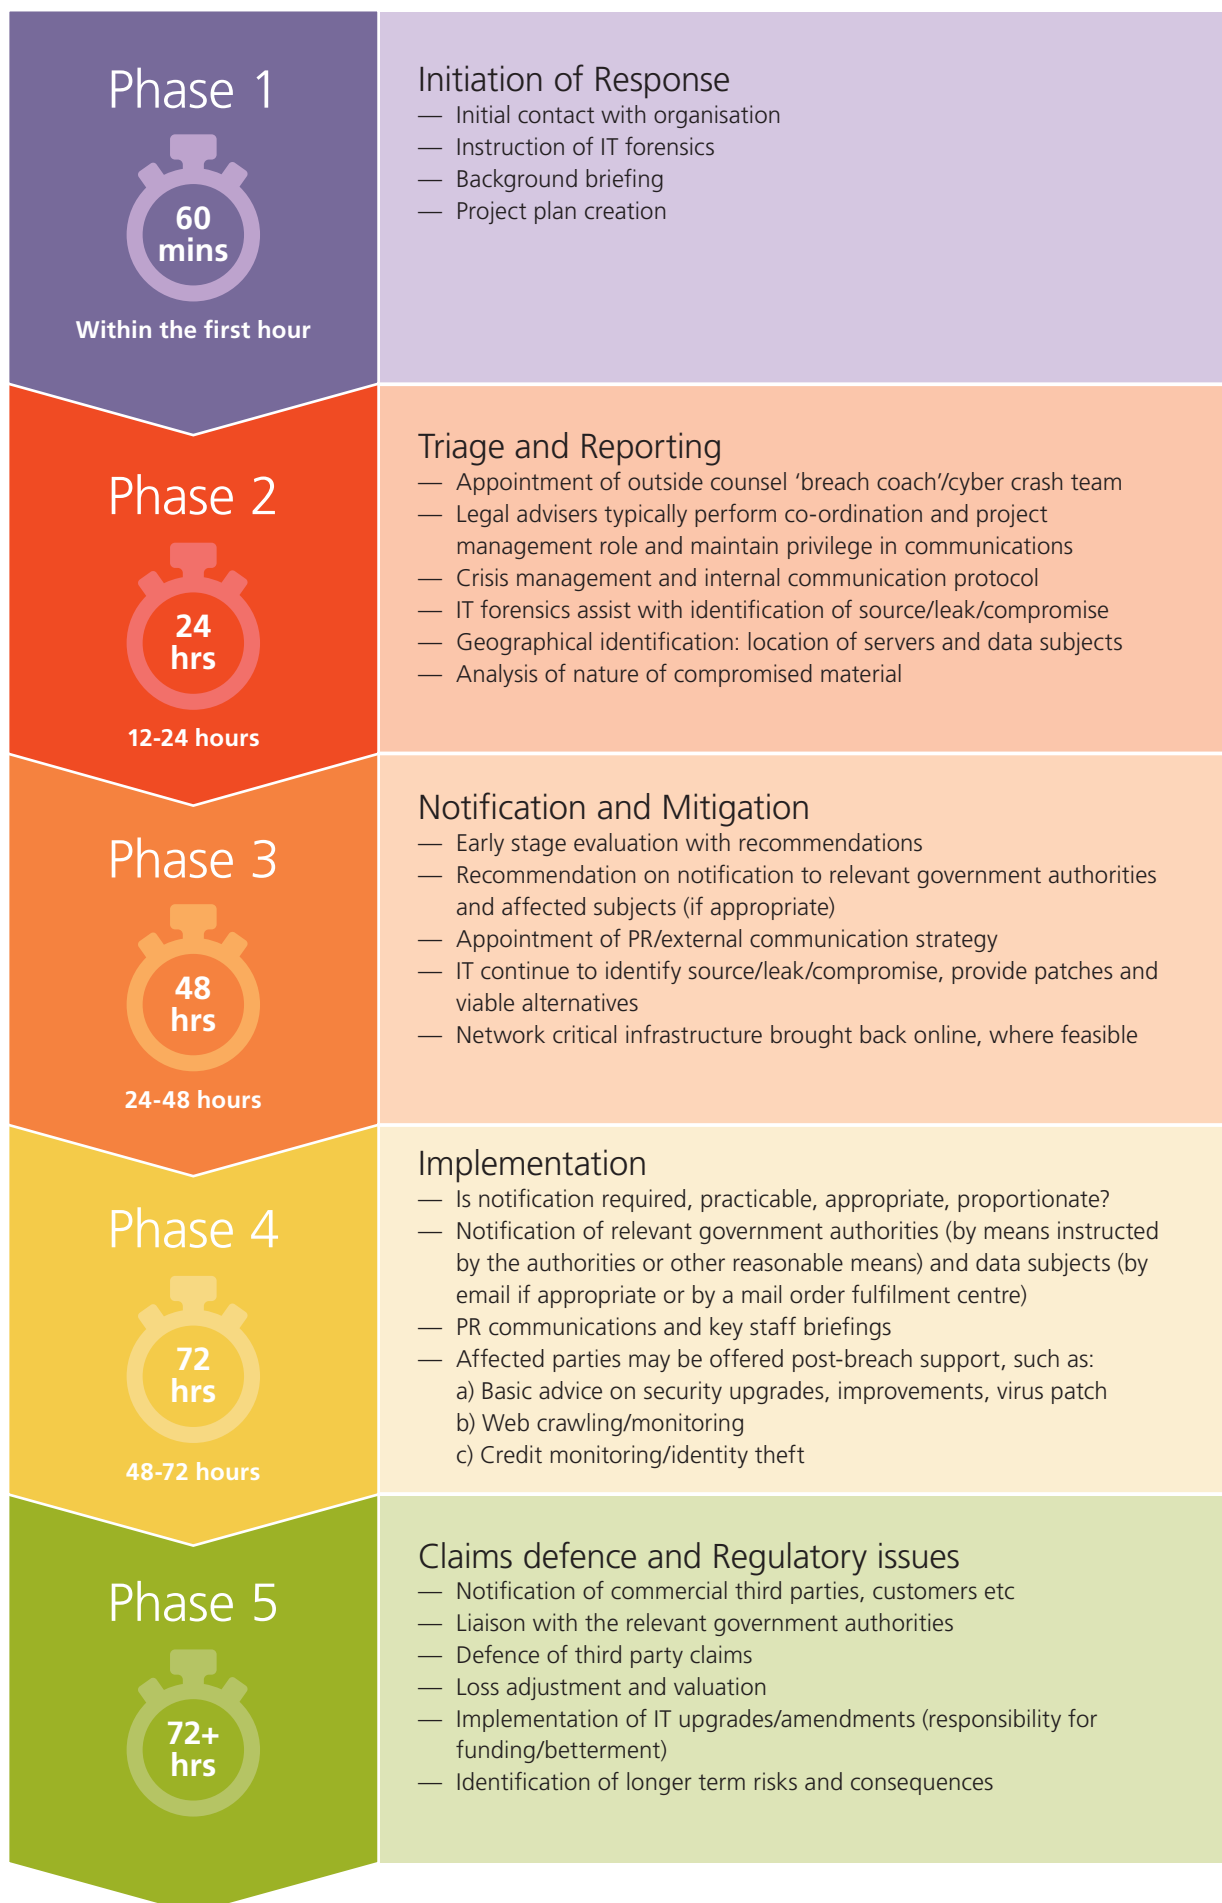 Phase 1
60
mins
Within the first hour
Initiation of Response
— Initial contact with organisation
— Instruction of IT forensics
— Background briefing
— Project plan creation
Phase 2
24
hrs
12-24 hours
Triage and Reporting
— Appointment of outside counsel ‘breach coach’/cyber crash team
— Legal advisers typically perform co-ordination and project
management role and maintain privilege in communications
— Crisis management and internal communication protocol
— IT forensics assist with identification of source/leak/compromise
— Geographical identification: location of servers and data subjects
— Analysis of nature of compromised material
Phase 3
48
hrs
24-48 hours
Notification and Mitigation
— Early stage evaluation with recommendations
— Recommendation on notification to relevant government authorities
and affected subjects (if appropriate)
— Appointment of PR/external communication strategy
— IT continue to identify source/leak/compromise, provide patches and
viable alternatives
— Network critical infrastructure brought back online, where feasible
Phase 4
72
hrs
48-72 hours
Implementation
— Is notification required, practicable, appropriate, proportionate?
— Notification of relevant government authorities (by means instructed
by the authorities or other reasonable means) and data subjects (by
email if appropriate or by a mail order fulfilment centre)
— PR communications and key staff briefings
— Affected parties may be offered post-breach support, such as:
a) Basic advice on security upgrades, improvements, virus patch
b) Web crawling/monitoring
c) Credit monitoring/identity theft
Phase 5
72+
hrs
Claims defence and Regulatory issues
— Notification of commercial third parties, customers etc
— Liaison with the relevant government authorities
— Defence of third party claims
— Loss adjustment and valuation
— Implementation of IT upgrades/amendments (responsibility for
funding/betterment)
— Identification of longer term risks and consequences